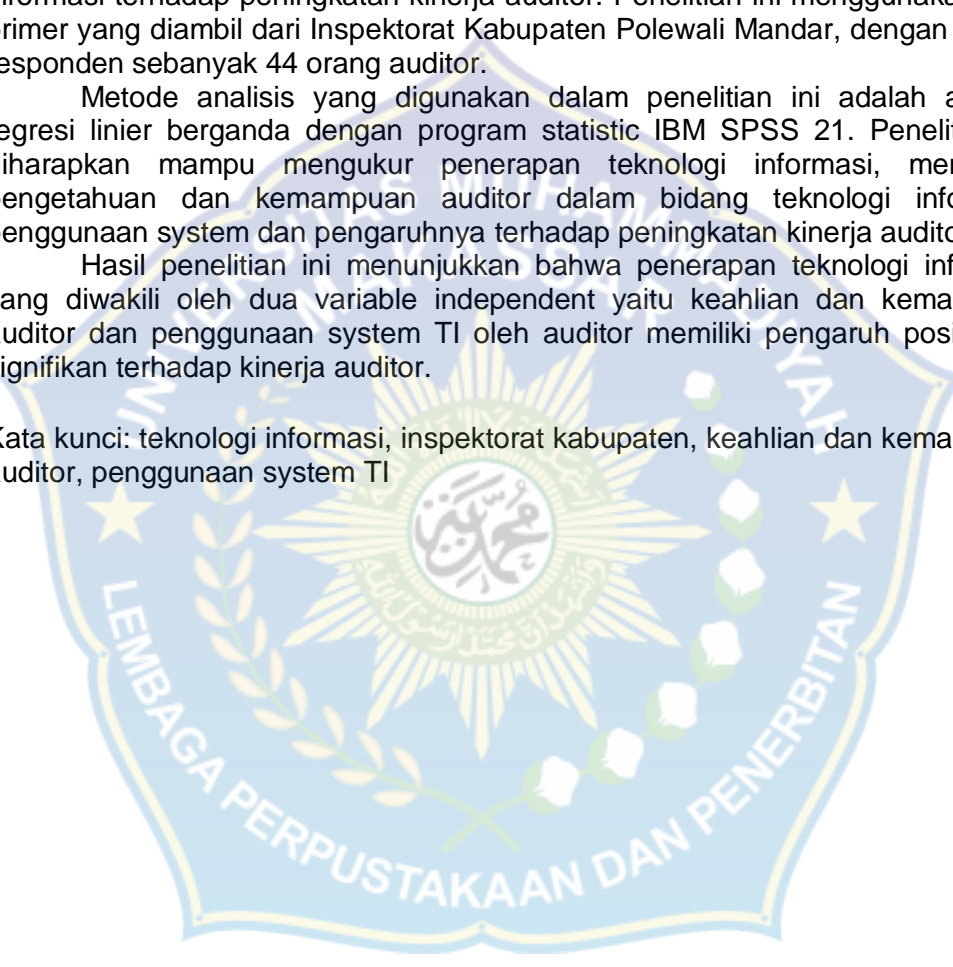 informasi terhadap peningkatan kinerja auditor. Penelitian ini menggunakan
primer yang diambil dari Inspektorat Kabupaten Polewali Mandar, dengan
responden sebanyak 44 orang auditor.
Metode analisis yang digunakan dalam penelitian ini adalah a
regresi linier berganda dengan program statistic IBM SPSS 21. Penelit
diharapkan mampu mengukur penerapan teknologi informasi, men
pengetahuan dan kemampuan auditor dalam bidang teknologi info
penggunaan system dan pengaruhnya terhadap peningkatan kinerja audito
Hasil penelitian ini menunjukkan bahwa penerapan teknologi inf
yang diwakili oleh dua variable independent yaitu keahlian dan kema
auditor dan penggunaan system TI oleh auditor memiliki pengaruh posi
signifikan terhadap kinerja auditor.
Kata kunci: teknologi informasi, inspektorat kabupaten, keahlian dan kema
auditor, penggunaan system TI
UNIVERSITAS MUHAMMADIYAH
MAKASSAR
محمد
LEMBAGA PERPUSTAKAAN DAN PENERBITAN